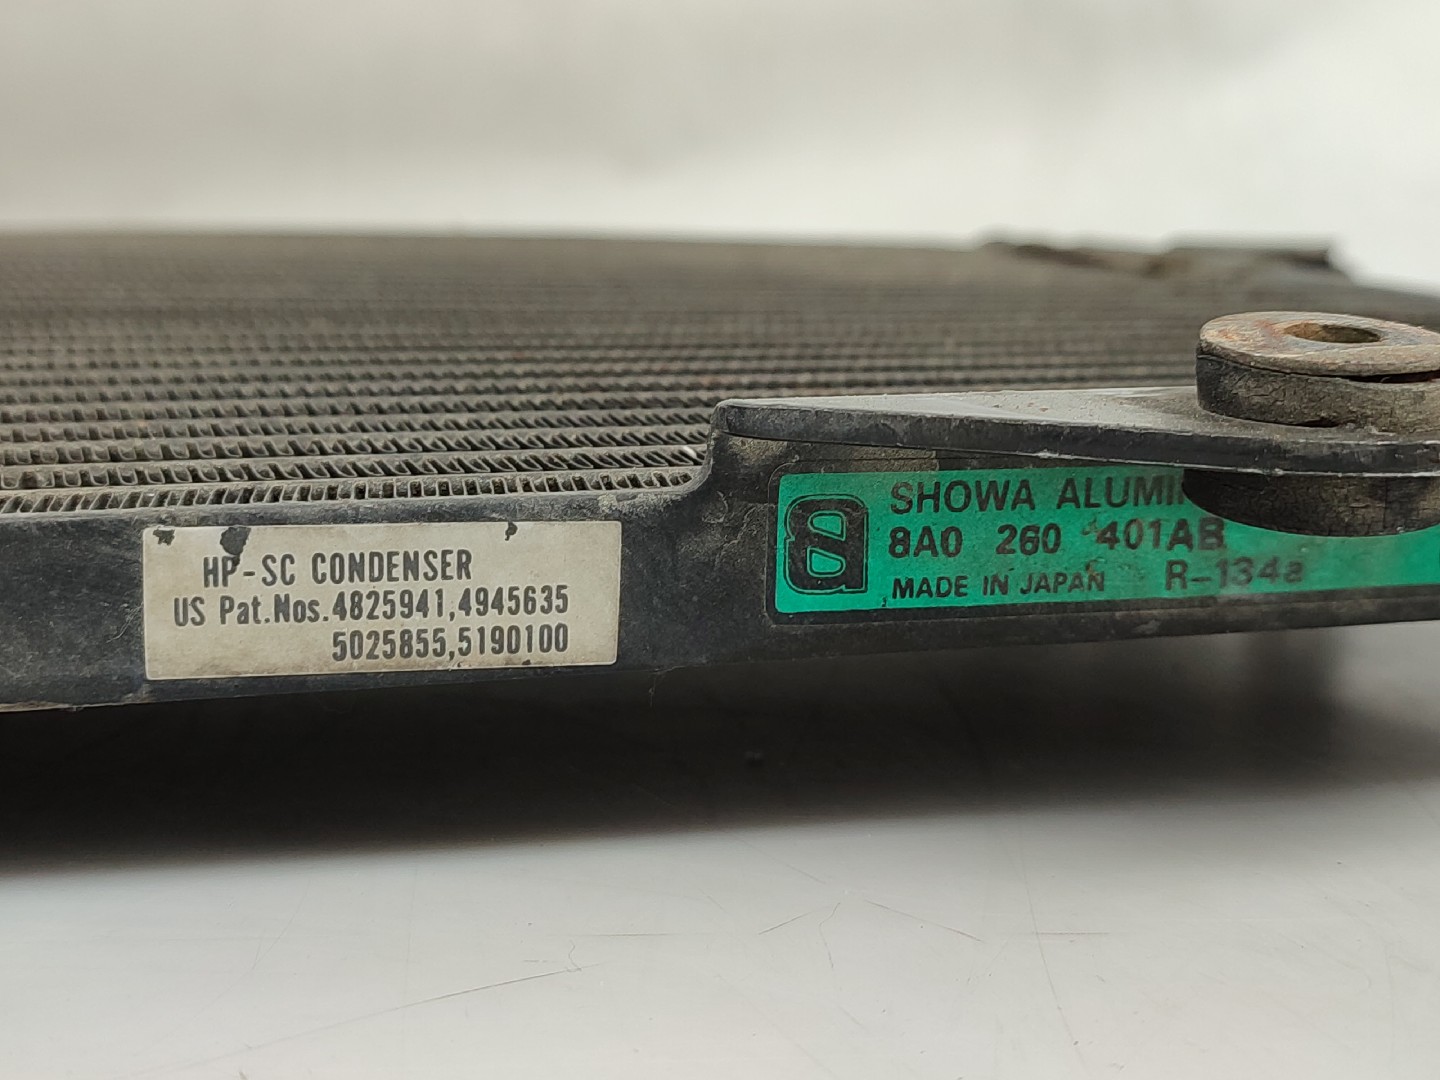 HP-SC CONDENSER
US Pat.Nos.4825941,4945635
5025855,5190100
SHOWA ALUMI
8A0 260 401AB
MADE IN JAPAN R-134a